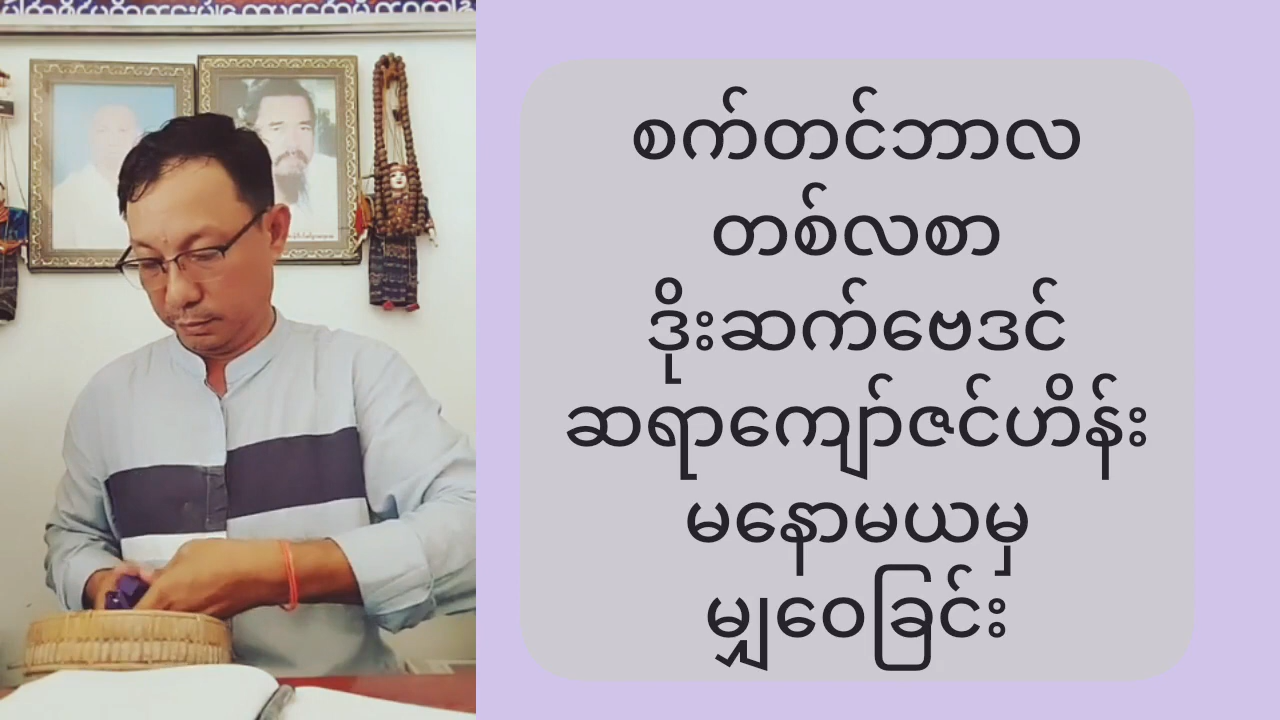 စက်တင်ဘာလ
တစ်လစာ
ဒိုးဆက်ဗေဒင်
ဆရာကျော်ဇင်ဟိန်း
မနောမယမှ
မျှဝေခြင်း